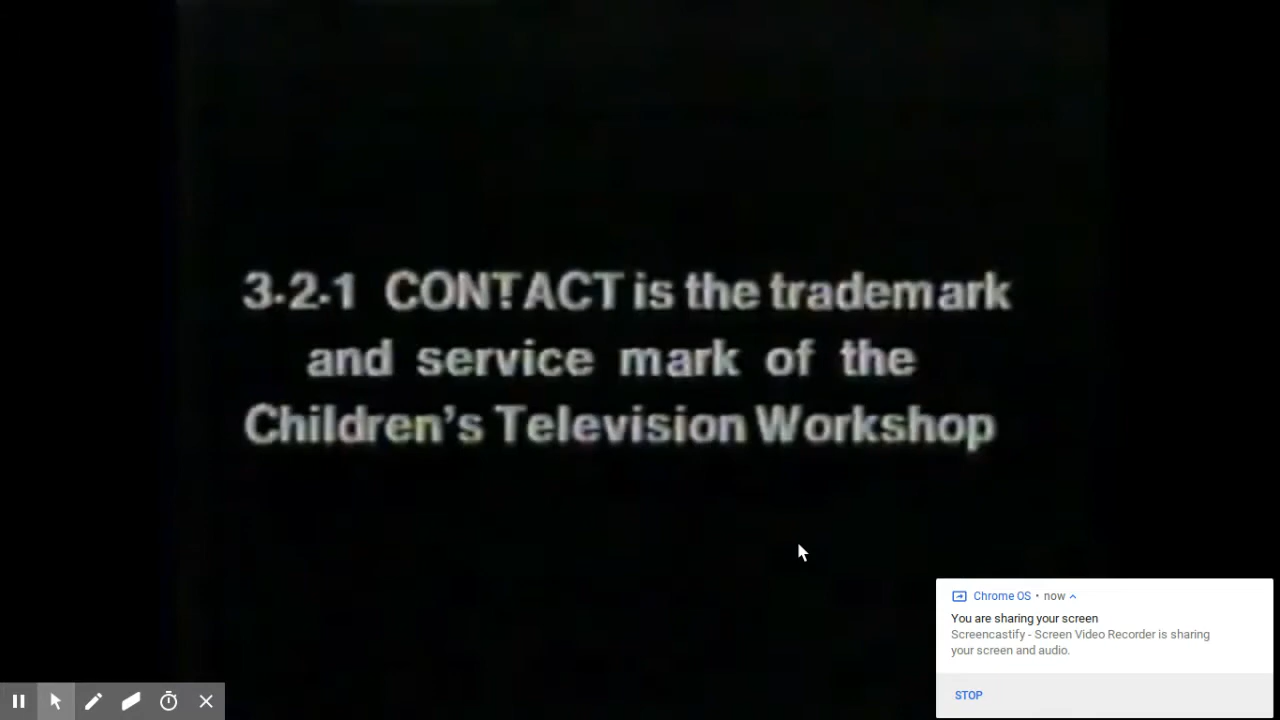 3-2-1 CONTACT is the trademark
and service mark of the
Children's Television Workshop
Chrome OS • now
You are sharing your screen
Screencastify - Screen Video Recorder is sharing
your screen and audio.
STOP